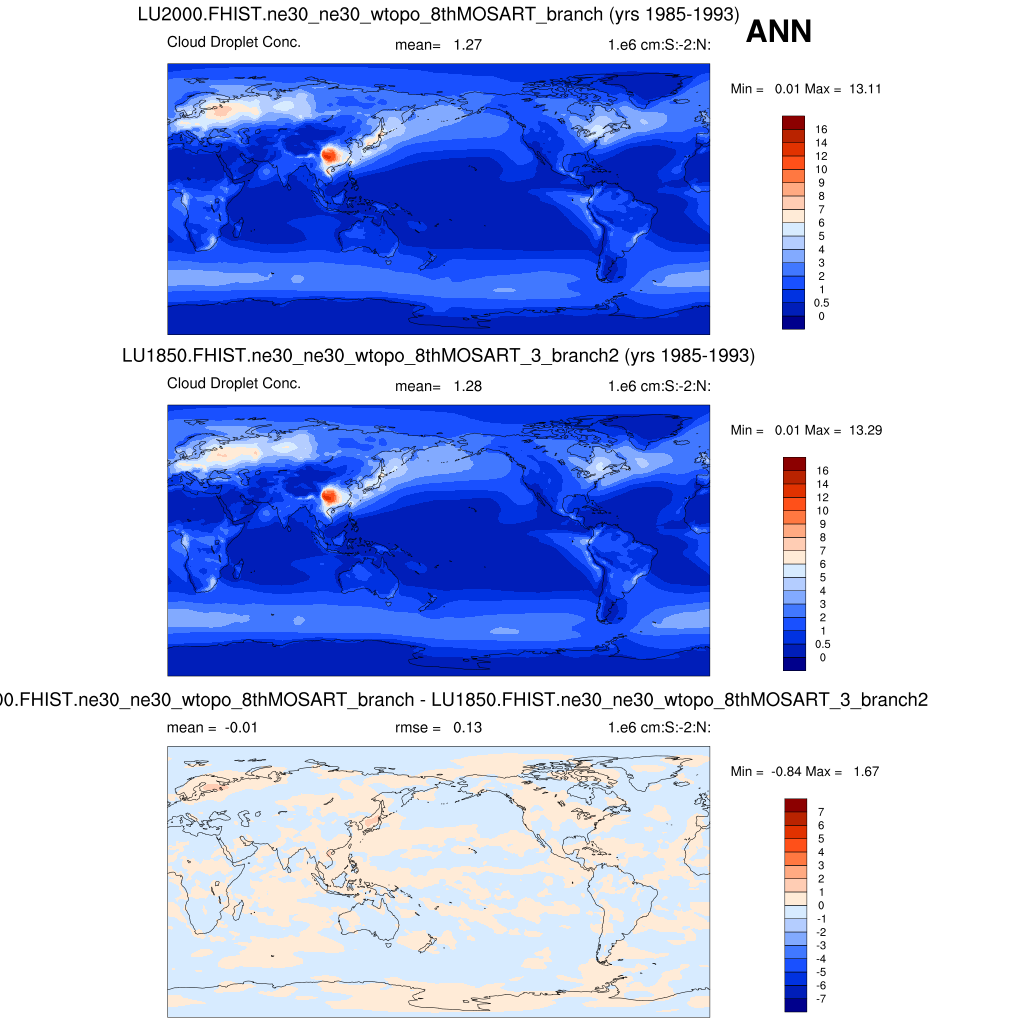 LU2000.FHIST.ne30_ne30_wtopo_8thMOSART_branch (yrs 1985-1993)
ANN
Cloud Droplet Conc.
mean= 1.27
1.e6 cm:S:-2:N:
Min = 0.01 Max = 13.11
16
14
12
10
9
8
7
6
5
4
3
2
1
0.5
0
LU1850.FHIST.ne30_ne30_wtopo_8thMOSART_3_branch2 (yrs 1985-1993)
Cloud Droplet Conc.
mean= 1.28
1.e6 cm:S:-2:N:
Min = 0.01 Max = 13.29
16
14
12
10
9
8
7
6
5
4
3
2
1
0.5
0
00.FHIST.ne30_ne30_wtopo_8thMOSART_branch - LU1850.FHIST.ne30_ne30_wtopo_8thMOSART_3_branch2
mean = -0.01
rmse = 0.13
1.e6 cm:S:-2:N:
Min = -0.84 Max = 1.67
7
6
5
4
3
2
1
0
-1
-2
-3
-4
-5
-6
-7